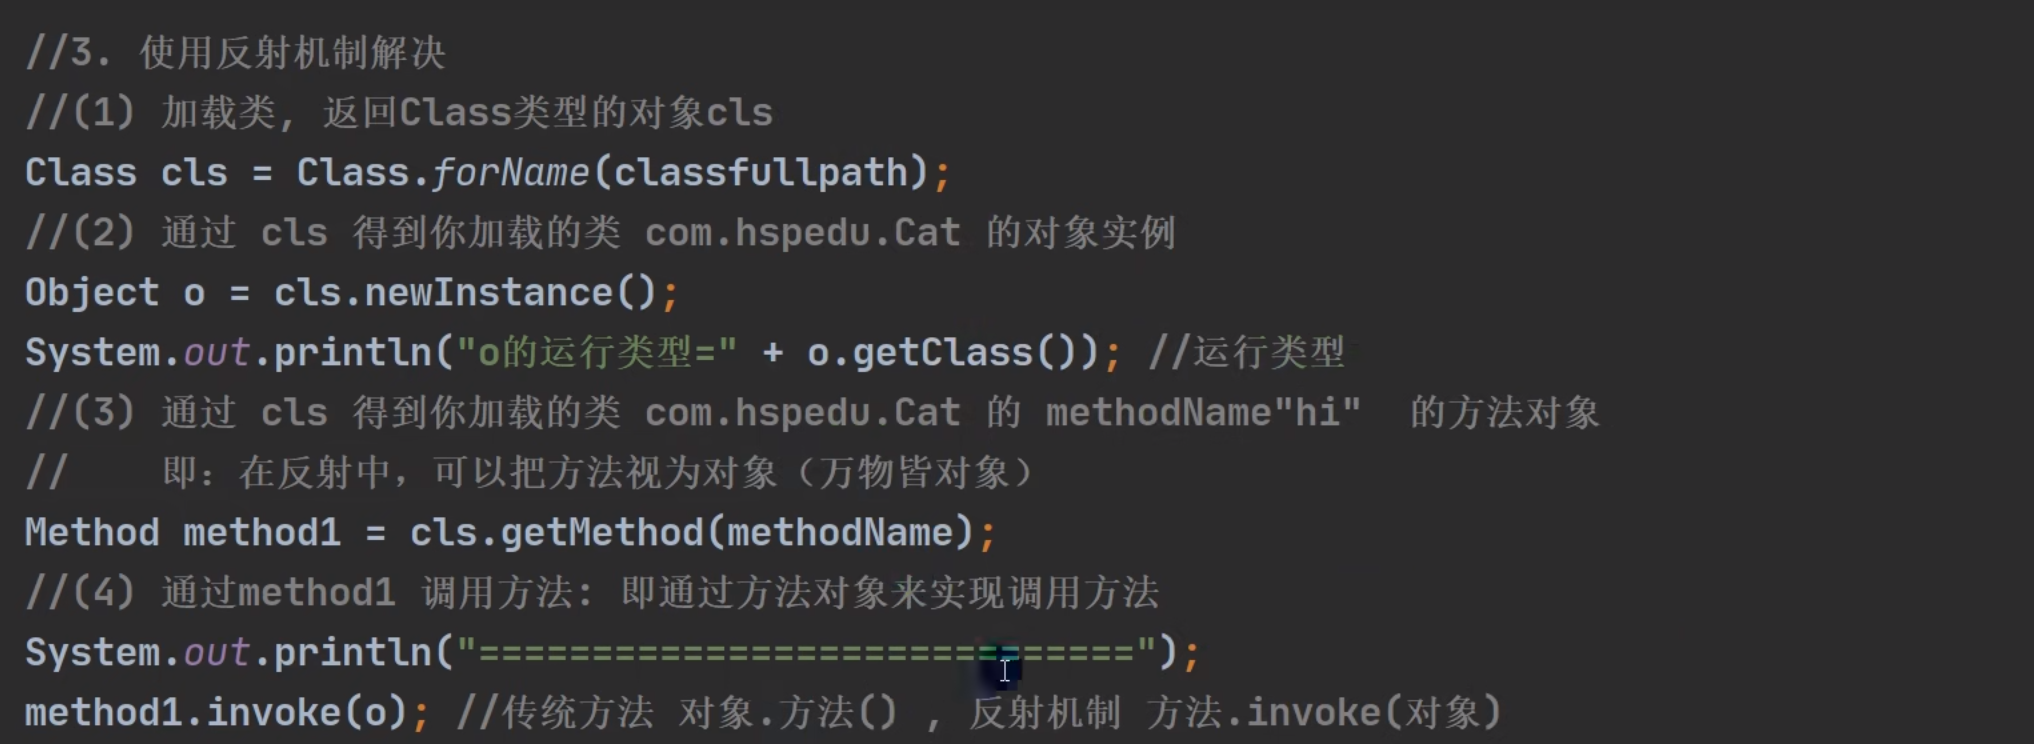 //3. 使用反射机制解决
//(1) 加载类, 返回Class类型的对象cls
Class cls = Class.forName(classfullpath);
//(2) 通过 cls 得到你加载的类 com.hspedu.Cat 的对象实例
Object o = cls.newInstance();
System.out.println("o的运行类型=" + o.getClass()); //运行类型
//(3) 通过 cls 得到你加载的类 com.hspedu.Cat 的 methodName"hi"  的方法对象
//    即：在反射中，可以把方法视为对象（万物皆对象）
Method method1 = cls.getMethod(methodName);
//(4) 通过method1 调用方法: 即通过方法对象来实现调用方法
System.out.println("=============================");
method1.invoke(o); //传统方法 对象.方法() , 反射机制 方法.invoke(对象)